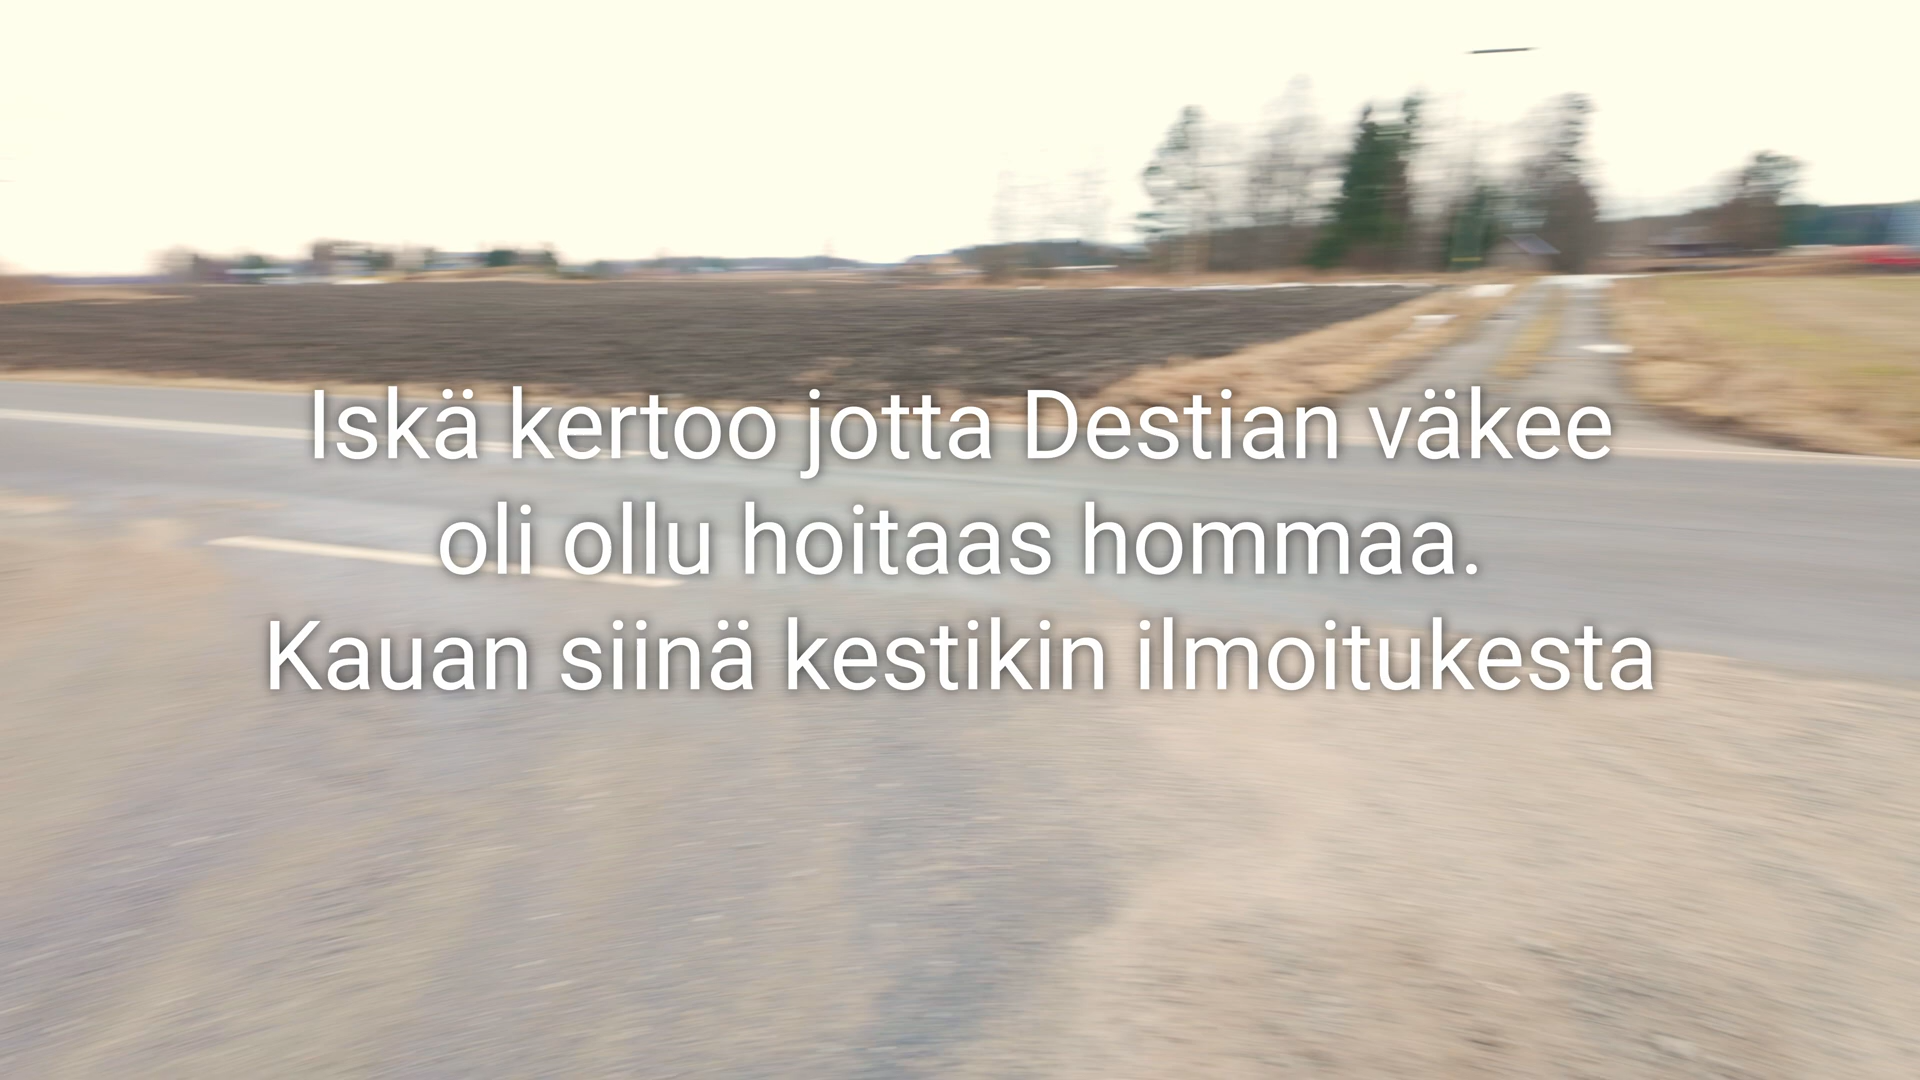 Iskä kertoo jotta Destian väkee
oli ollu hoitaas hommaa.
Kauan siinä kestikin ilmoitukesta